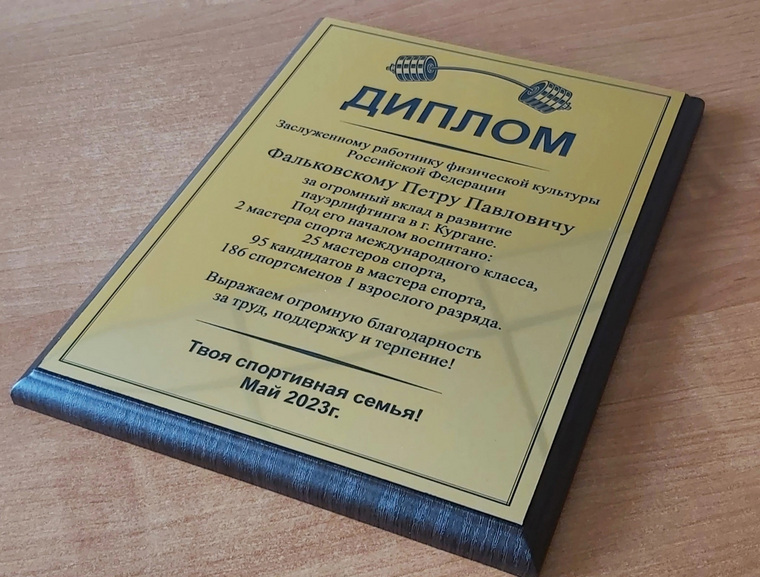 ДИПЛОМ
Заслуженному работнику физической культуры
Российской Федерации
Фальковскому Петру Павловичу
за огромный вклад в развитие
пауэрлифтинга в г. Кургане.
Под его началом воспитано:
2 мастера спорта международного класса,
25 мастеров спорта,
95 кандидатов в мастера спорта,
186 спортсменов 1 взрослого разряда.
Выражаем огромную благодарность
за труд, поддержку и терпение!
Твоя спортивная семья!
Май 2023г.